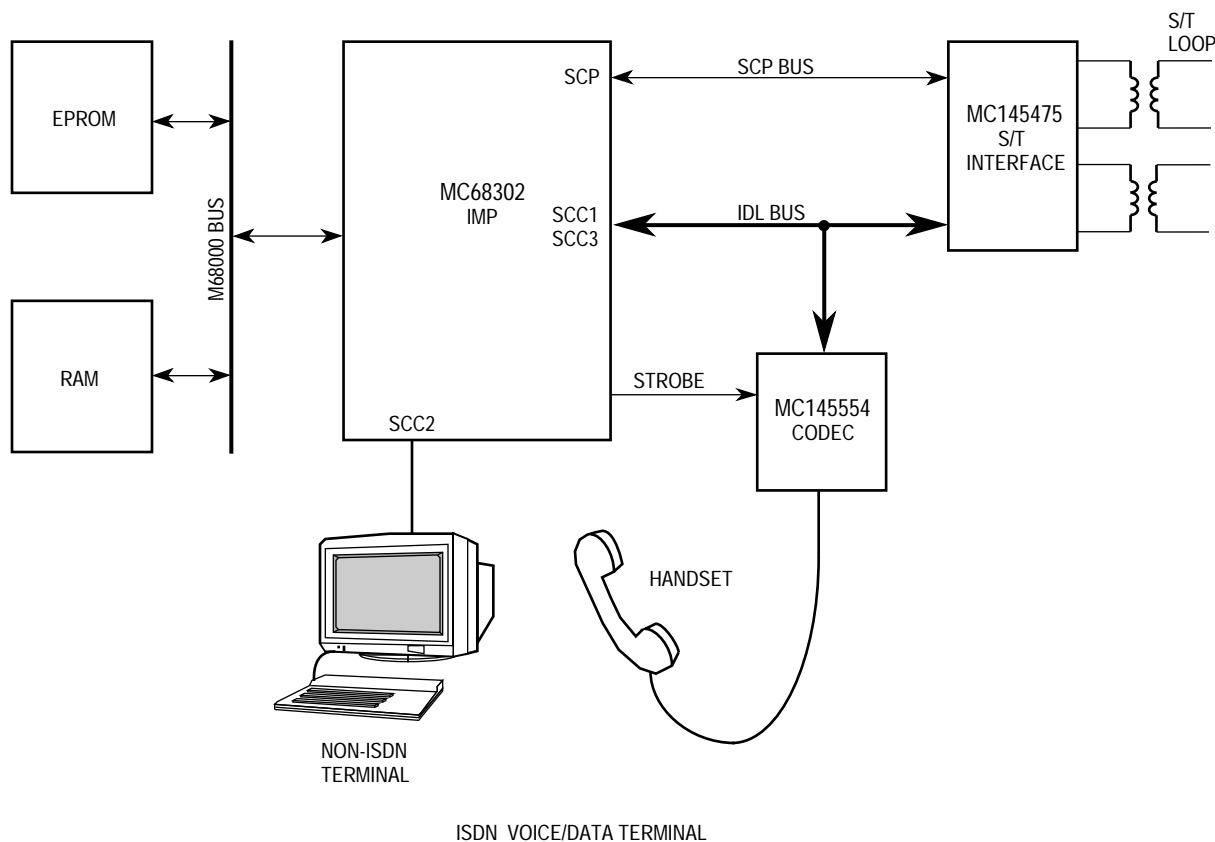 S/T
LOOP
SCP
SCP BUS
EPROM
MC145475
S/T
INTERFACE
MC68302
IMP
M68000 BUS
SCC1
SCC3
IDL BUS
RAM
STROBE
MC145554
CODEC
SCC2
HANDSET
NON-ISDN
TERMINAL
ISDN VOICE/DATA TERMINAL